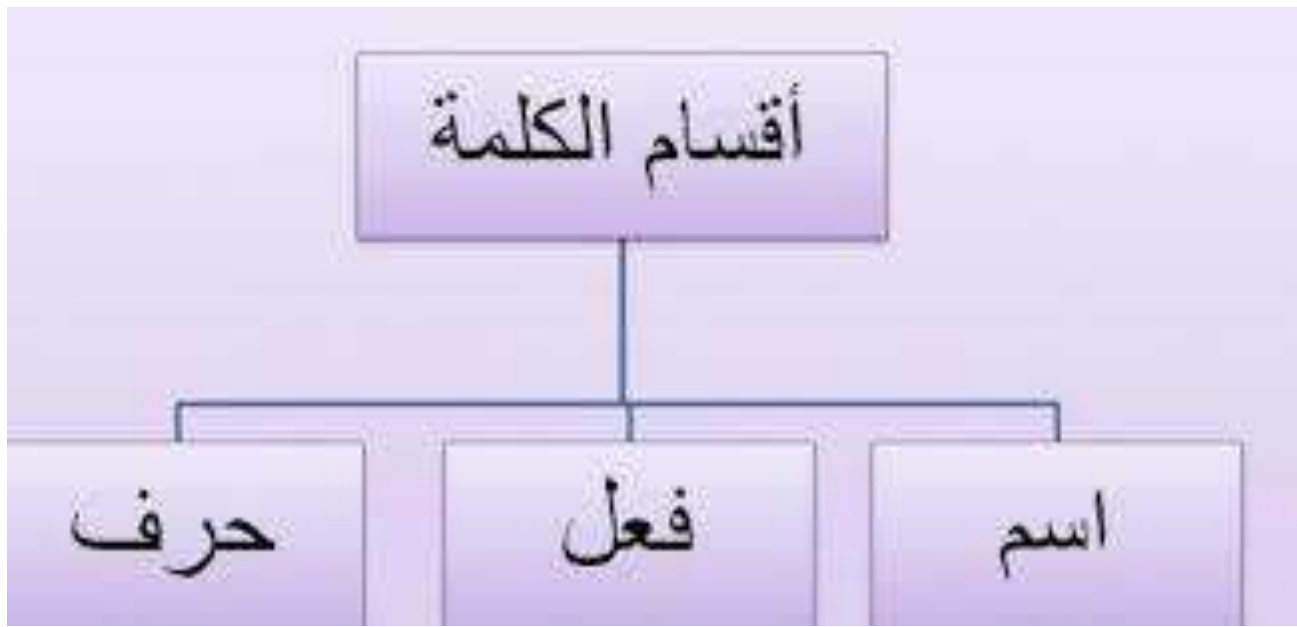 أقسام الكلمة
اسم
فعل
حرف